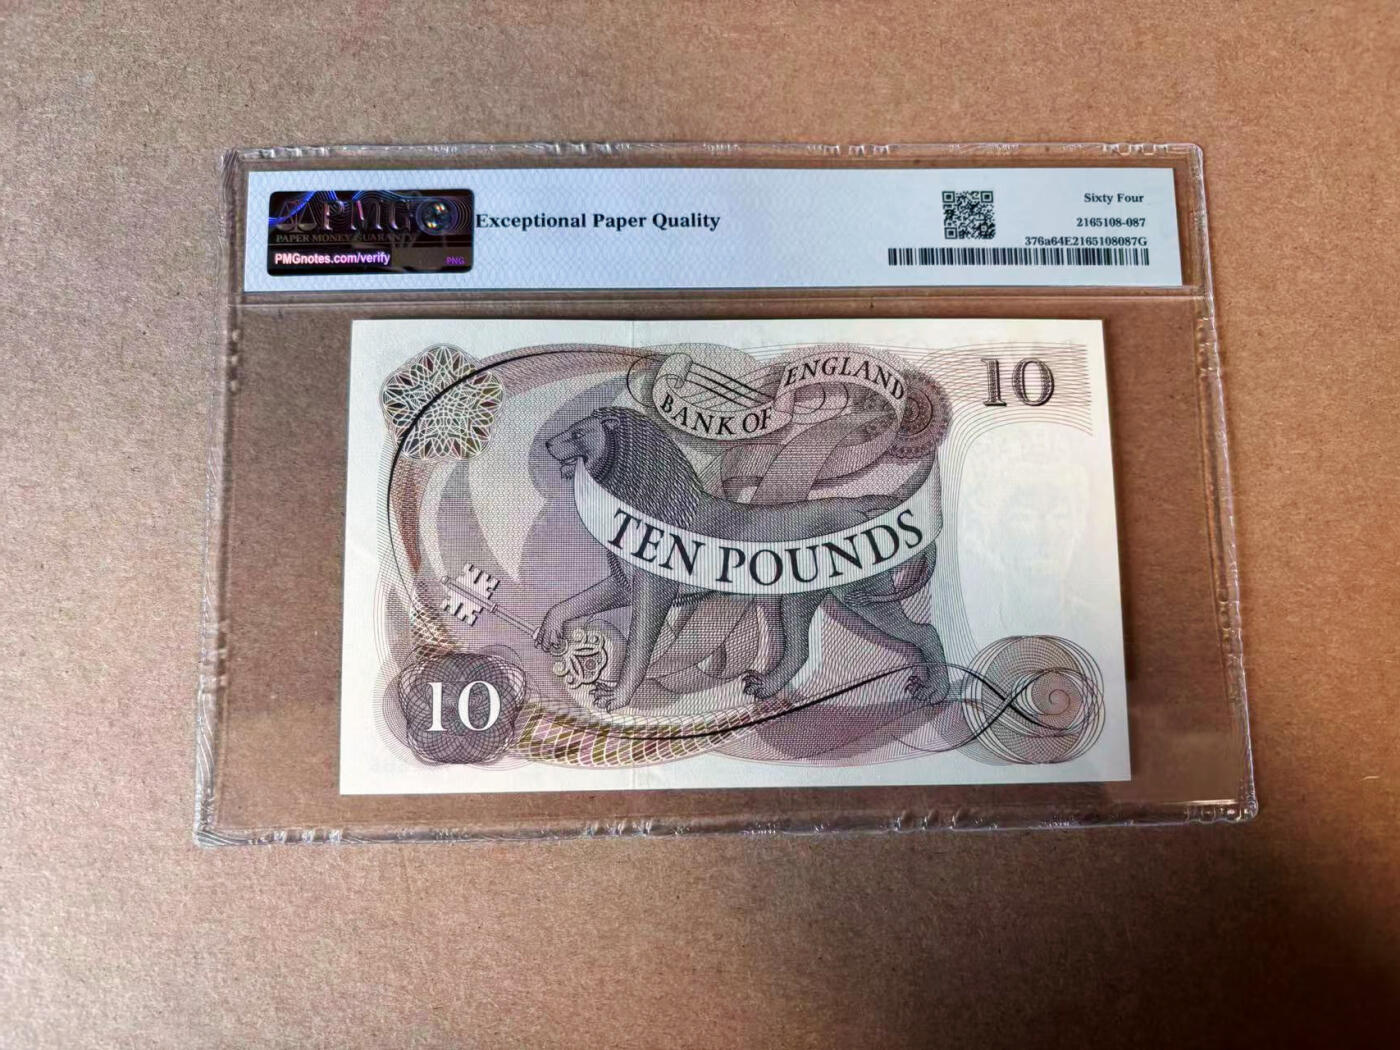 PMG
PAPER MONEY GUARANTY
PMGnotes.com/verify
PNG
Exceptional Paper Quality
Sixty Four
2165108-087
376a64E2165108087G
BANK OF ENGLAND
10
TEN POUNDS
10